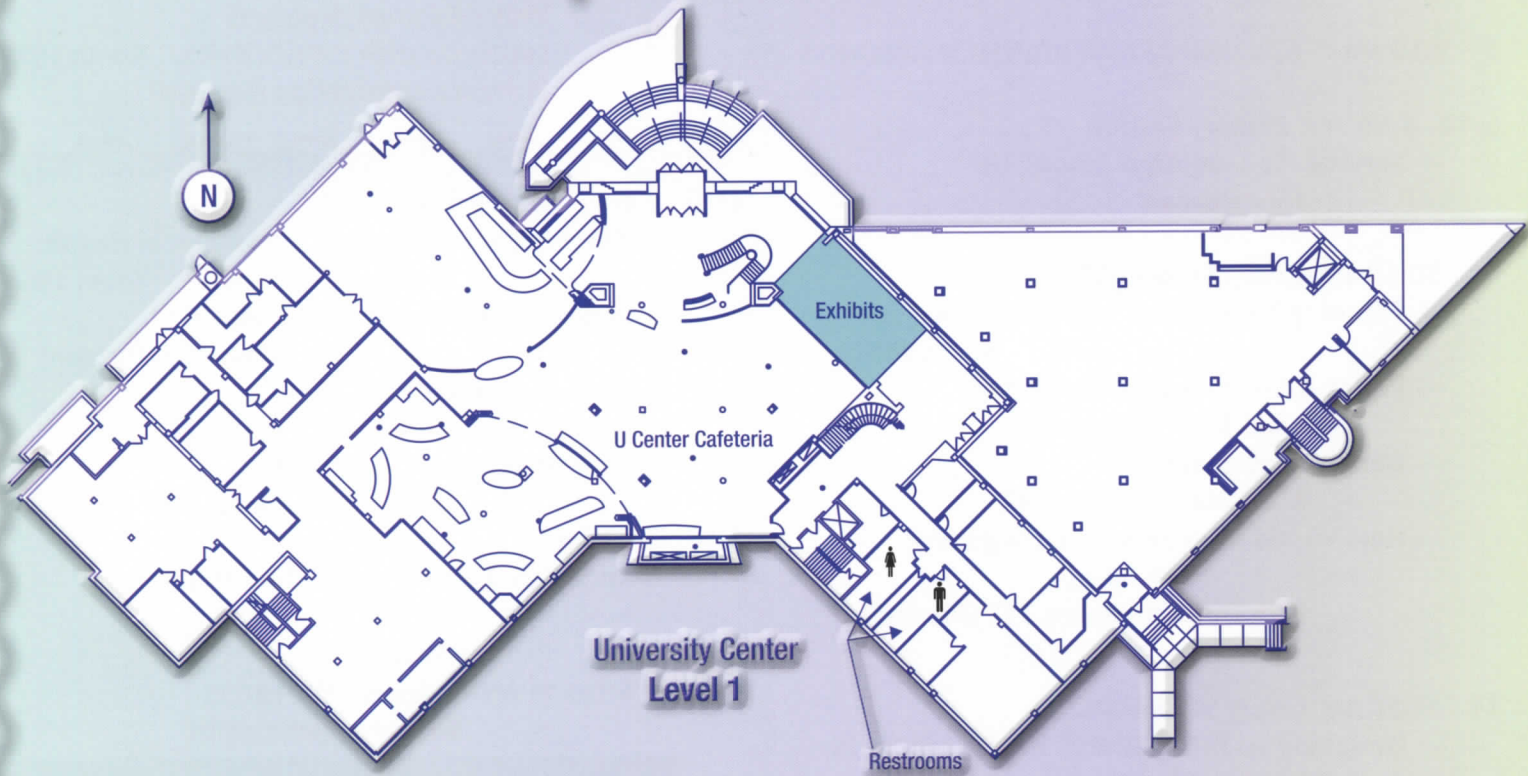 N
Exhibits
U Center Cafeteria
University Center
Level 1
Restrooms